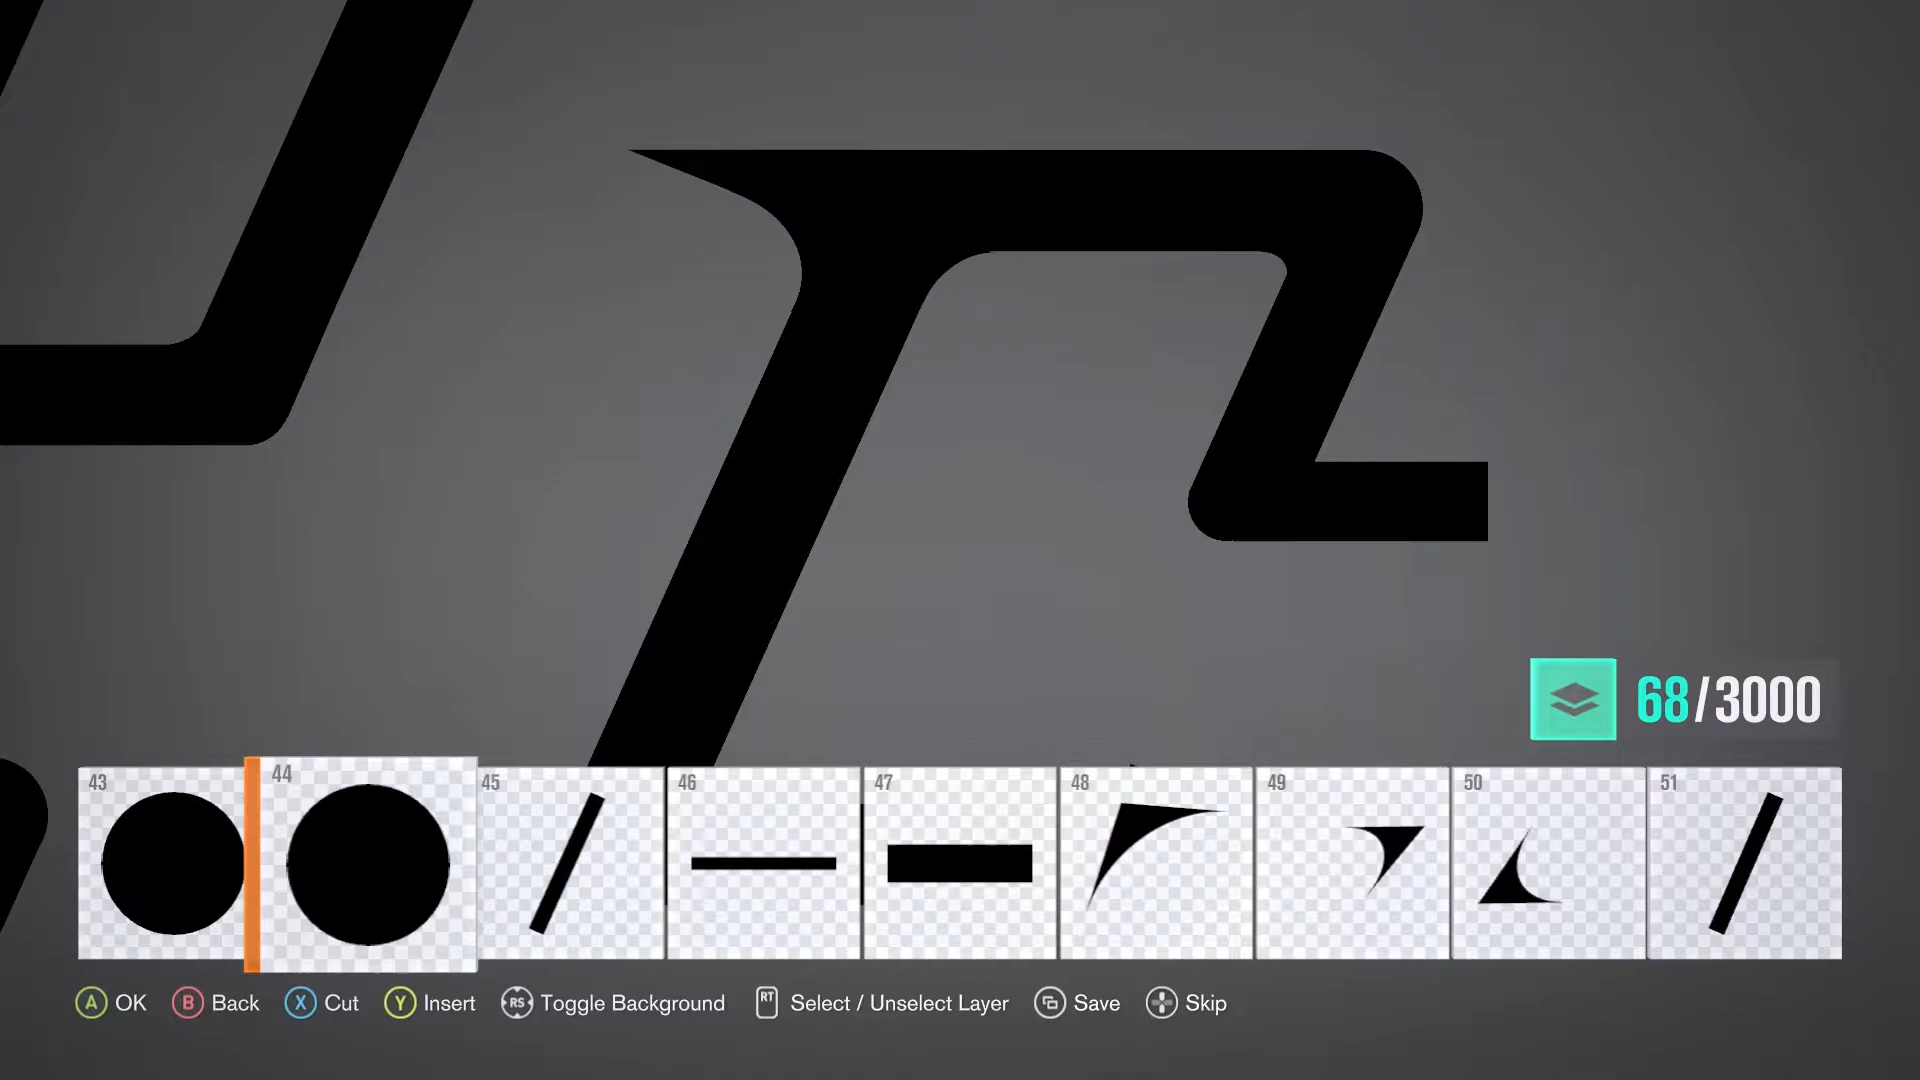 68/3000
43 44 45 46 47 48 49 50 51
A OK B Back X Cut Y Insert RS Toggle Background RT Select / Unselect Layer Save Skip